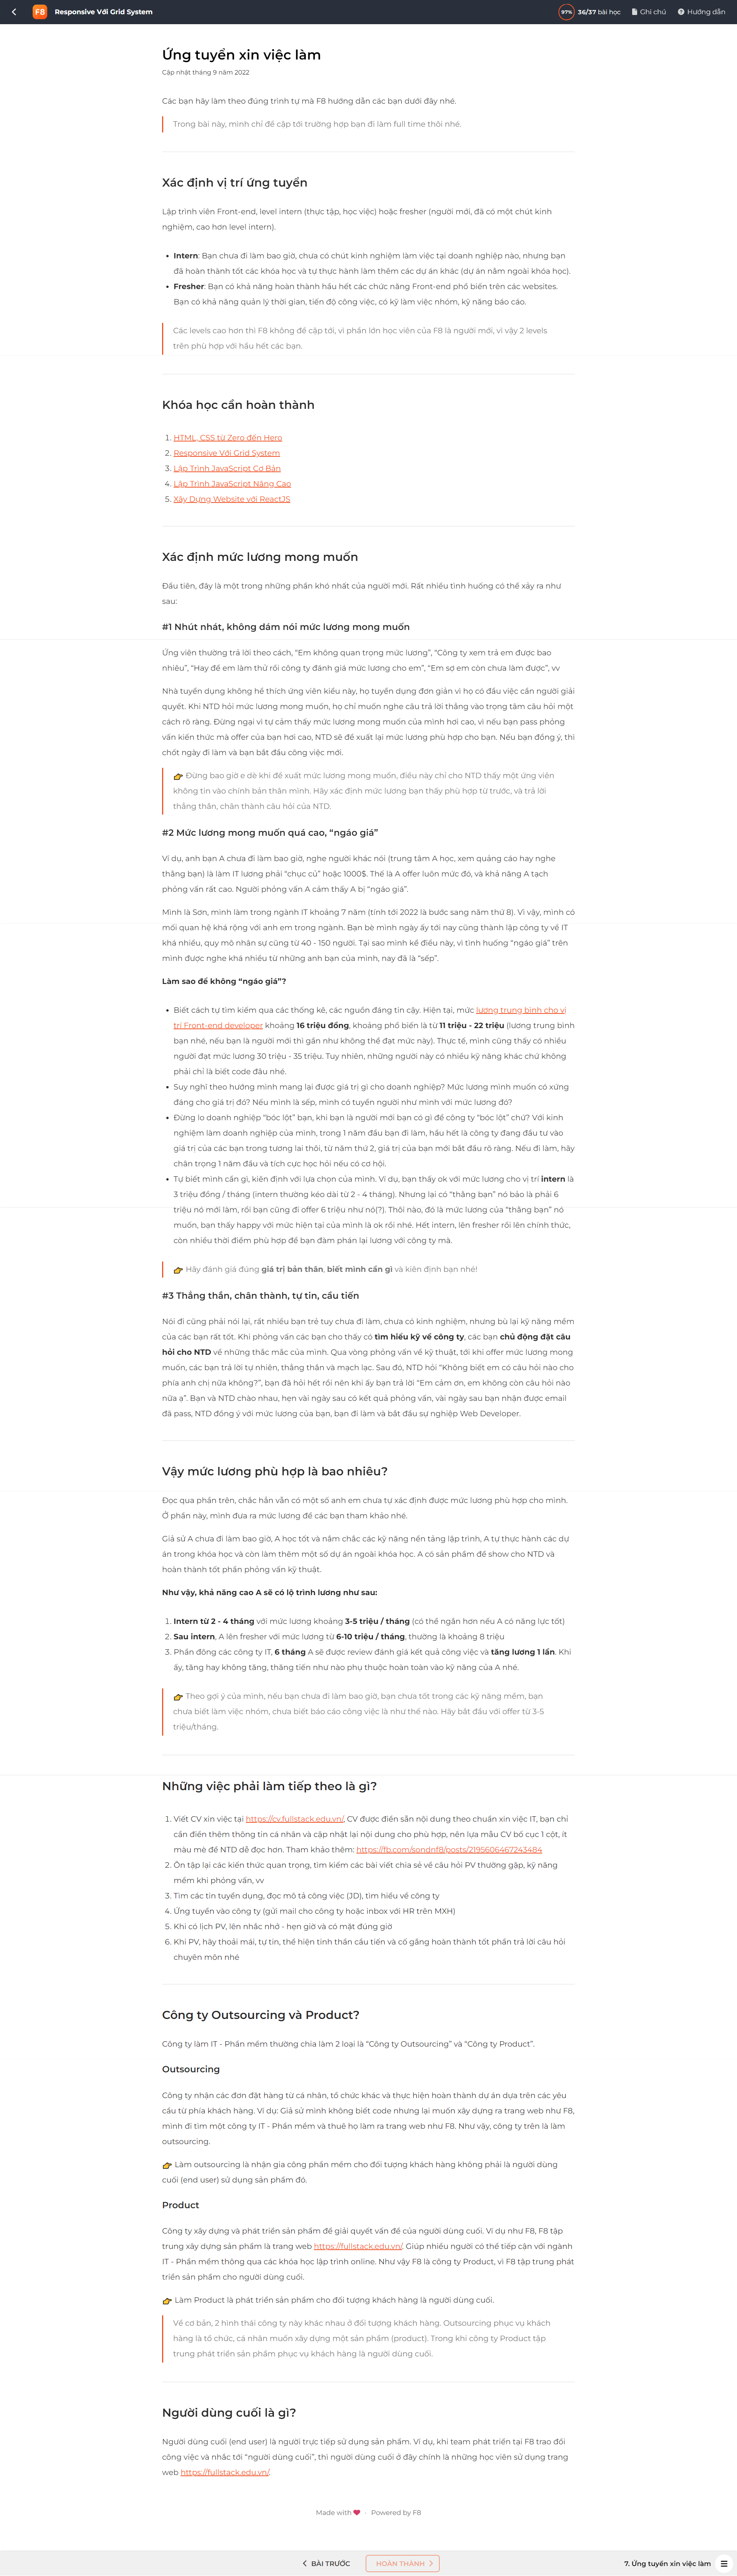 F8 Responsive Với Grid System 97% 36/37 bài học Ghi chú Hướng dẫn
Ứng tuyển xin việc làm
Cập nhật tháng 9 năm 2022
Các bạn hãy làm theo đúng trình tự mà F8 hướng dẫn các bạn dưới đây nhé.
Trong bài này, mình chỉ đề cập tới trường hợp bạn đi làm full time thôi nhé.
Xác định vị trí ứng tuyển
Lập trình viên Front-end, level intern (thực tập, học việc) hoặc fresher (người mới, đã có một chút kinh
nghiệm, cao hơn level intern).
• Intern: Bạn chưa đi làm bao giờ, chưa có chút kinh nghiệm làm việc tại doanh nghiệp nào, nhưng bạn
đã hoàn thành tốt các khóa học và tự thực hành làm thêm các dự án khác (dự án nằm ngoài khóa học).
• Fresher: Bạn có khả năng hoàn thành hầu hết các chức năng Front-end phổ biến trên các websites.
Bạn có khả năng quản lý thời gian, tiến độ công việc, có kỹ làm việc nhóm, kỹ năng báo cáo.
Các levels cao hơn thì F8 không đề cập tới, vì phần lớn học viên của F8 là người mới, vì vậy 2 levels
trên phù hợp với hầu hết các bạn.
Khóa học cần hoàn thành
1. HTML, CSS từ Zero đến Hero
2. Responsive Với Grid System
3. Lập Trình JavaScript Cơ Bản
4. Lập Trình JavaScript Nâng Cao
5. Xây Dựng Website với ReactJS
Xác định mức lương mong muốn
Đầu tiên, đây là một trong những phần khó nhất của người mới. Rất nhiều tình huống có thể xảy ra như
sau:
#1 Nhút nhát, không dám nói mức lương mong muốn
Ứng viên thường trả lời theo cách, “Em không quan trọng mức lương”, “Công ty xem trả em được bao
nhiêu”, “Hay để em làm thử rồi công ty đánh giá mức lương cho em”, “Em sợ em còn chưa làm được”, vv
Nhà tuyển dụng không hề thích ứng viên kiểu này, họ tuyển dụng đơn giản vì họ có đầu việc cần người giải
quyết. Khi NTD hỏi mức lương mong muốn, họ chỉ muốn nghe câu trả lời thẳng vào trọng tâm câu hỏi một
cách rõ ràng. Đừng ngại vì tự cảm thấy mức lương mong muốn của mình hơi cao, vì nếu bạn pass phỏng
vấn kiến thức mà offer của bạn hơi cao, NTD sẽ đề xuất lại mức lương phù hợp cho bạn. Nếu bạn đồng ý, thì
chốt ngày đi làm và bạn bắt đầu công việc mới.
👉 Đừng bao giờ e dè khi đề xuất mức lương mong muốn, điều này chỉ cho NTD thấy một ứng viên
không tin vào chính bản thân mình. Hãy xác định mức lương bạn thấy phù hợp từ trước, và trả lời
thẳng thắn, chân thành câu hỏi của NTD.
#2 Mức lương mong muốn quá cao, “ngáo giá”
Ví dụ, anh bạn A chưa đi làm bao giờ, nghe người khác nói (trung tâm A học, xem quảng cáo hay nghe
thằng bạn) là làm IT lương phải “chục củ” hoặc 1000$. Thế là A offer luôn mức đó, và khả năng A tạch
phỏng vấn rất cao. Người phỏng vấn A cảm thấy A bị “ngáo giá”.
Mình là Sơn, mình làm trong ngành IT khoảng 7 năm (tính tới 2022 là bước sang năm thứ 8). Vì vậy, mình có
mối quan hệ khá rộng với anh em trong ngành. Bạn bè mình ngày ấy tới nay cũng thành lập công ty về IT
khá nhiều, quy mô nhân sự cũng từ 40 - 150 người. Tại sao mình kể điều này, vì tình huống “ngáo giá” trên
mình được nghe khá nhiều từ những anh bạn của mình, nay đã là “sếp”.
Làm sao để không “ngáo giá”?
• Biết cách tự tìm kiếm qua các thống kê, các nguồn đáng tin cậy. Hiện tại, mức lương trung bình cho vị
trí Front-end developer khoảng 16 triệu đồng, khoảng phổ biến là từ 11 triệu - 22 triệu (lương trung bình
bạn nhé, nếu bạn là người mới thì gần như không thể đạt mức này). Thực tế, mình cũng thấy có nhiều
người đạt mức lương 30 triệu - 35 triệu. Tuy nhiên, những người này có nhiều kỹ năng khác chứ không
phải chỉ là biết code đâu nhé.
• Suy nghĩ theo hướng mình mang lại được giá trị gì cho doanh nghiệp? Mức lương mình muốn có xứng
đáng cho giá trị đó? Nếu mình là sếp, mình có tuyển người như mình với mức lương đó?
• Đừng lo doanh nghiệp “bóc lột” bạn, khi bạn là người mới bạn có gì để công ty “bóc lột” chứ? Với kinh
nghiệm làm doanh nghiệp của mình, trong 1 năm đầu bạn đi làm, hầu hết là công ty đang đầu tư vào
giá trị của các bạn trong tương lai thôi, từ năm thứ 2, giá trị của bạn mới bắt đầu rõ ràng. Nếu đi làm, hãy
chân trọng 1 năm đầu và tích cực học hỏi nếu có cơ hội.
• Tự biết mình cần gì, kiên định với lựa chọn của mình. Ví dụ, bạn thấy ok với mức lương cho vị trí intern là
3 triệu đồng / tháng (intern thường kéo dài từ 2 - 4 tháng). Nhưng lại có “thằng bạn” nó bảo là phải 6
triệu nó mới làm, rồi bạn cũng đi offer 6 triệu như nó(?). Thôi nào, đó là mức lương của “thằng bạn” nó
muốn, bạn thấy happy với mức hiện tại của mình là ok rồi nhé. Hết intern, lên fresher rồi lên chính thức,
còn nhiều thời điểm phù hợp để bạn đàm phán lại lương với công ty mà.
👉 Hãy đánh giá đúng giá trị bản thân, biết mình cần gì và kiên định bạn nhé!
#3 Thẳng thắn, chân thành, tự tin, cầu tiến
Nói đi cũng phải nói lại, rất nhiều bạn trẻ tuy chưa đi làm, chưa có kinh nghiệm, nhưng bù lại kỹ năng mềm
của các bạn rất tốt. Khi phỏng vấn các bạn cho thấy có tìm hiểu kỹ về công ty, các bạn chủ động đặt câu
hỏi cho NTD về những thắc mắc của mình. Qua vòng phỏng vấn về kỹ thuật, tới khi offer mức lương mong
muốn, các bạn trả lời tự nhiên, thẳng thắn và mạch lạc. Sau đó, NTD hỏi “Không biết em có câu hỏi nào cho
phía anh chị nữa không?”, bạn đã hỏi hết rồi nên khi ấy bạn trả lời “Em cảm ơn, em không còn câu hỏi nào
nữa ạ”. Bạn và NTD chào nhau, hẹn vài ngày sau có kết quả phỏng vấn, vài ngày sau bạn nhận được email
đã pass, NTD đồng ý với mức lương của bạn, bạn đi làm và bắt đầu sự nghiệp Web Developer.
Vậy mức lương phù hợp là bao nhiêu?
Đọc qua phần trên, chắc hẳn vẫn có một số anh em chưa tự xác định được mức lương phù hợp cho mình.
Ở phần này, mình đưa ra mức lương để các bạn tham khảo nhé.
Giả sử A chưa đi làm bao giờ, A học tốt và nắm chắc các kỹ năng nền tảng lập trình, A tự thực hành các dự
án trong khóa học và còn làm thêm một số dự án ngoài khóa học. A có sản phẩm để show cho NTD và
hoàn thành tốt phần phỏng vấn kỹ thuật.
Như vậy, khả năng cao A sẽ có lộ trình lương như sau:
1. Intern từ 2 - 4 tháng với mức lương khoảng 3-5 triệu / tháng (có thể ngắn hơn nếu A có năng lực tốt)
2. Sau intern, A lên fresher với mức lương từ 6-10 triệu / tháng, thường là khoảng 8 triệu
3. Phần đông các công ty IT, 6 tháng A sẽ được review đánh giá kết quả công việc và tăng lương 1 lần. Khi
ấy, tăng hay không tăng, thăng tiến như nào phụ thuộc hoàn toàn vào kỹ năng của A nhé.
👉 Theo gợi ý của mình, nếu bạn chưa đi làm bao giờ, bạn chưa tốt trong các kỹ năng mềm, bạn
chưa biết làm việc nhóm, chưa biết báo cáo công việc là như thế nào. Hãy bắt đầu với offer từ 3-5
triệu/tháng.
Những việc phải làm tiếp theo là gì?
1. Viết CV xin việc tại https://cv.fullstack.edu.vn/, CV được điền sẵn nội dung theo chuẩn xin việc IT, bạn chỉ
cần điền thêm thông tin cá nhân và cập nhật lại nội dung cho phù hợp, nên lựa mẫu CV bố cục 1 cột, ít
màu mè để NTD dễ đọc hơn. Tham khảo thêm: https://fb.com/sondnf8/posts/2195606467243484
2. Ôn tập lại các kiến thức quan trọng, tìm kiếm các bài viết chia sẻ về câu hỏi PV thường gặp, kỹ năng
mềm khi phỏng vấn, vv
3. Tìm các tin tuyển dụng, đọc mô tả công việc (JD), tìm hiểu về công ty
4. Ứng tuyển vào công ty (gửi mail cho công ty hoặc inbox với HR trên MXH)
5. Khi có lịch PV, lên nhắc nhở - hẹn giờ và có mặt đúng giờ
6. Khi PV, hãy thoải mái, tự tin, thể hiện tinh thần cầu tiến và cố gắng hoàn thành tốt phần trả lời câu hỏi
chuyên môn nhé
Công ty Outsourcing và Product?
Công ty làm IT - Phần mềm thường chia làm 2 loại là “Công ty Outsourcing” và “Công ty Product”.
Outsourcing
Công ty nhận các đơn đặt hàng từ cá nhân, tổ chức khác và thực hiện hoàn thành dự án dựa trên các yêu
cầu từ phía khách hàng. Ví dụ: Giả sử mình không biết code nhưng lại muốn xây dựng ra trang web như F8,
mình đi tìm một công ty IT - Phần mềm và thuê họ làm ra trang web như F8. Như vậy, công ty trên là làm
outsourcing.
👉 Làm outsourcing là nhận gia công phần mềm cho đối tượng khách hàng không phải là người dùng
cuối (end user) sử dụng sản phẩm đó.
Product
Công ty xây dựng và phát triển sản phẩm để giải quyết vấn đề của người dùng cuối. Ví dụ như F8, F8 tập
trung xây dựng sản phẩm là trang web https://fullstack.edu.vn/. Giúp nhiều người có thể tiếp cận với ngành
IT - Phần mềm thông qua các khóa học lập trình online. Như vậy F8 là công ty Product, vì F8 tập trung phát
triển sản phẩm cho người dùng cuối.
👉 Làm Product là phát triển sản phẩm cho đối tượng khách hàng là người dùng cuối.
Về cơ bản, 2 hình thái công ty này khác nhau ở đối tượng khách hàng. Outsourcing phục vụ khách
hàng là tổ chức, cá nhân muốn xây dựng một sản phẩm (product). Trong khi công ty Product tập
trung phát triển sản phẩm phục vụ khách hàng là người dùng cuối.
Người dùng cuối là gì?
Người dùng cuối (end user) là người trực tiếp sử dụng sản phẩm. Ví dụ, khi team phát triển tại F8 trao đổi
công việc và nhắc tới “người dùng cuối”, thì người dùng cuối ở đây chính là những học viên sử dụng trang
web https://fullstack.edu.vn/.
Made with ❤ · Powered by F8
BÀI TRƯỚC HOÀN THÀNH 7. Ứng tuyển xin việc làm